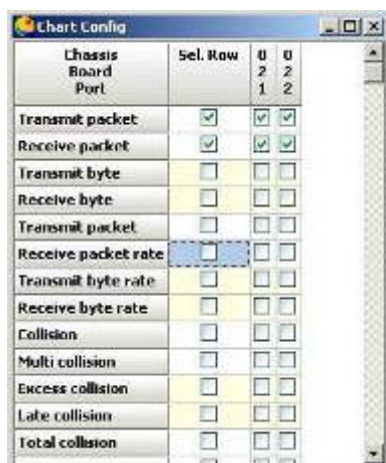 Chart Config
Chassis Board Port Sel. Row 0 2 1 0 2 2
Transmit packet
Receive packet
Transmit byte
Receive byte
Transmit packet
Receive packet rate
Transmit byte rate
Receive byte rate
Collision
Multi collision
Excess collision
Late collision
Total collision